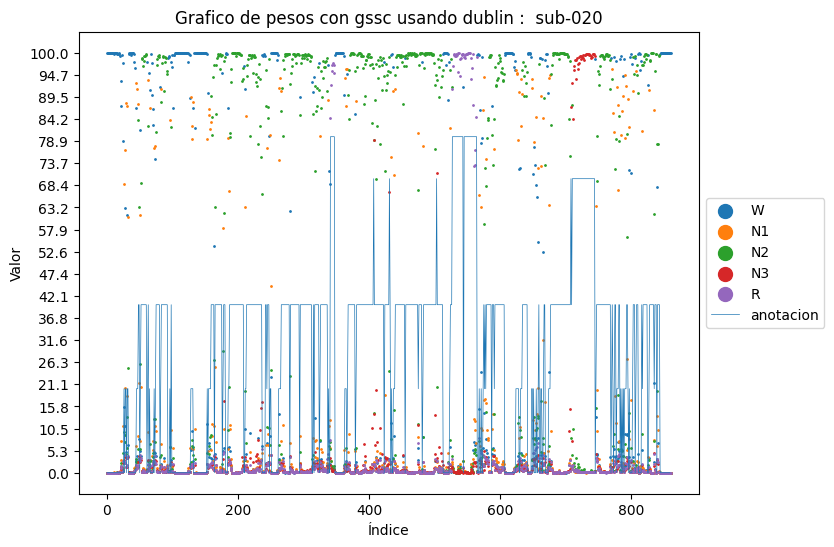 Grafico de pesos con gssc usando dublin :  sub-020
Valor
100.0
94.7
89.5
84.2
78.9
73.7
68.4
63.2
57.9
52.6
47.4
42.1
36.8
31.6
26.3
21.1
15.8
10.5
5.3
0.0
0 200 400 600 800
Índice
W
N1
N2
N3
R
anotacion